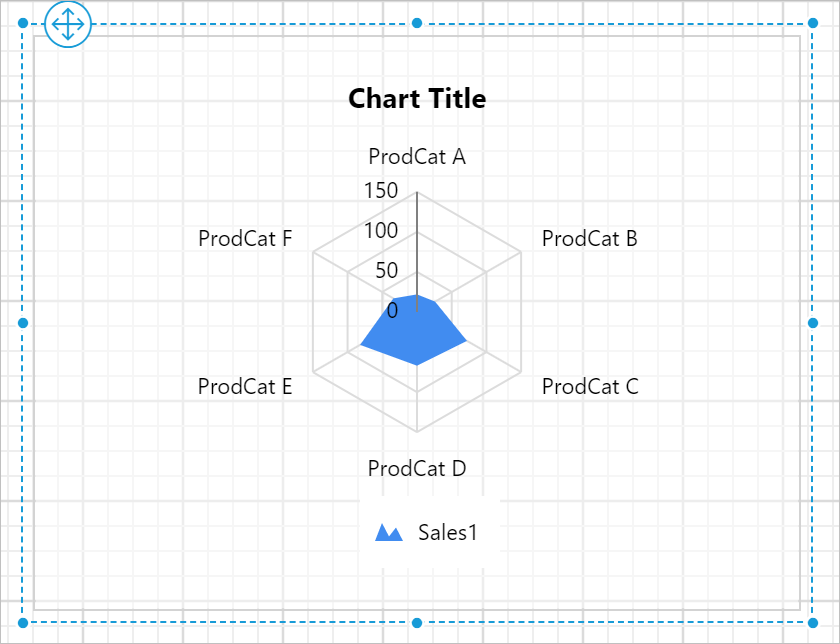 Chart Title
ProdCat A
150
100
ProdCat F
ProdCat B
50
0
ProdCat E
ProdCat C
ProdCat D
Sales1